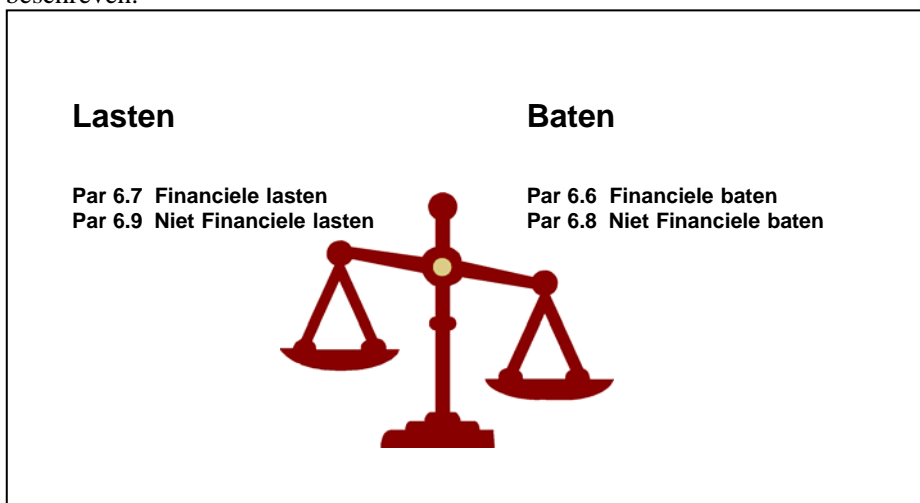 beschreven.
Lasten
Baten
Par 6.7 Financiele lasten
Par 6.9 Niet Financiele lasten
Par 6.6 Financiele baten
Par 6.8 Niet Financiele baten